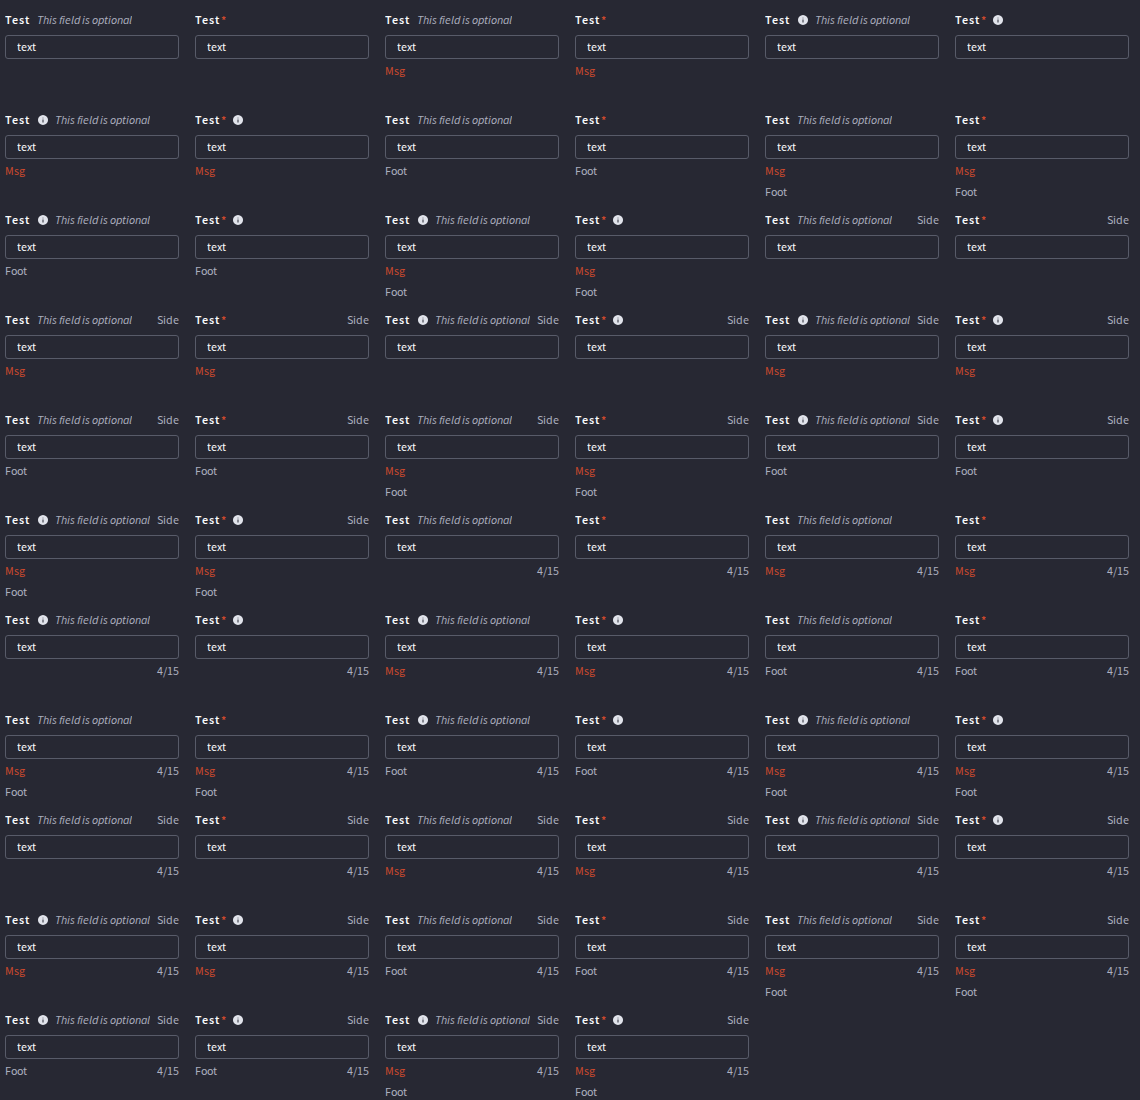 Test This field is optional Test* Test This field is optional Test* Test This field is optional Test*
text text text text text text
Msg Msg
Test This field is optional Test* Test This field is optional Test* Test This field is optional Test*
text text text text text text
Msg Msg Foot Foot Msg Msg
Foot Foot
Test This field is optional Test* Test This field is optional Test* Test This field is optional Side Test* Side
text text text text text text
Foot Foot Msg Msg
Foot Foot
Test This field is optional Side Test* Side Test This field is optional Side Test* Side Test This field is optional Side Test* Side
text text text text text text
Msg Msg Msg Msg
Test This field is optional Side Test* Side Test This field is optional Side Test* Side Test This field is optional Side Test* Side
text text text text text text
Foot Foot Msg Msg Foot Foot
Foot Foot
Test This field is optional Side Test* Side Test This field is optional Test* Test This field is optional Test*
text text text text text text
Msg Msg 4/15 4/15 Msg 4/15 Msg 4/15
Foot Foot
Test This field is optional Test* Test This field is optional Test* Test This field is optional Test*
text text text text text text
4/15 4/15 Msg 4/15 Msg 4/15 Foot 4/15 Foot 4/15
Test This field is optional Test* Test This field is optional Test* Test This field is optional Test*
text text text text text text
Msg 4/15 Msg 4/15 Foot 4/15 Foot 4/15 Msg 4/15 Msg 4/15
Foot Foot Foot Foot
Test This field is optional Side Test* Side Test This field is optional Side Test* Side Test This field is optional Side Test* Side
text text text text text text
4/15 4/15 Msg 4/15 Msg 4/15 4/15 4/15
Test This field is optional Side Test* Side Test This field is optional Side Test* Side Test This field is optional Side Test* Side
text text text text text text
Msg 4/15 Msg 4/15 Foot 4/15 Foot 4/15 Msg 4/15 Msg 4/15
Foot Foot
Test This field is optional Side Test* Side Test This field is optional Side Test* Side
text text text text
Foot 4/15 Foot 4/15 Msg 4/15 Msg 4/15
Foot Foot